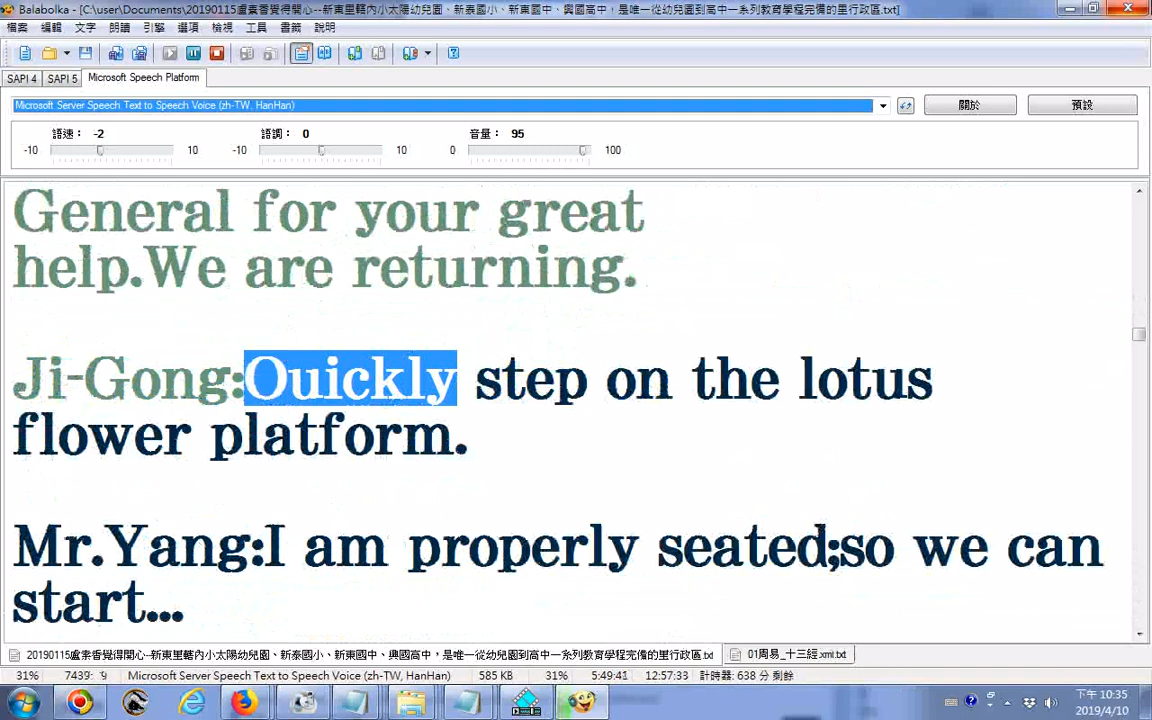 Balabolka - [C:\user\Documents\20190115盧素香覺得開心--新東里轄內小太陽幼兒園、新泰國小、新東國中、興國高中，是唯一從幼兒園到高中一系列教育學程完備的里行政區.txt]
檔案 編輯 文字 朗讀 引擎 選項 檢視 工具 書籤 說明
SAPI 4 SAPI 5 Microsoft Speech Platform
Microsoft Server Speech Text to Speech Voice (zh-TW, HanHan) 關於 預設
語速： -2 語調： 0 音量： 95
-10 10 -10 10 0 100
General for your great
help.We are returning.
Ji-Gong:Quickly step on the lotus
flower platform.
Mr.Yang:I am properly seated;so we can
start...
20190115盧素香覺得開心--新東里轄內小太陽幼兒園、新泰國小、新東國中、興國高中，是唯一從幼兒園到高中一系列教育學程完備的里行政區.txt 01周易_十三經.xml.txt
31% Microsoft Server Speech Text to Speech Voice (zh-TW, HanHan) 585 KB 31% 5:49:41 12:57:33 計時器: 638 分 剩餘
下午 10:35
2019/4/10